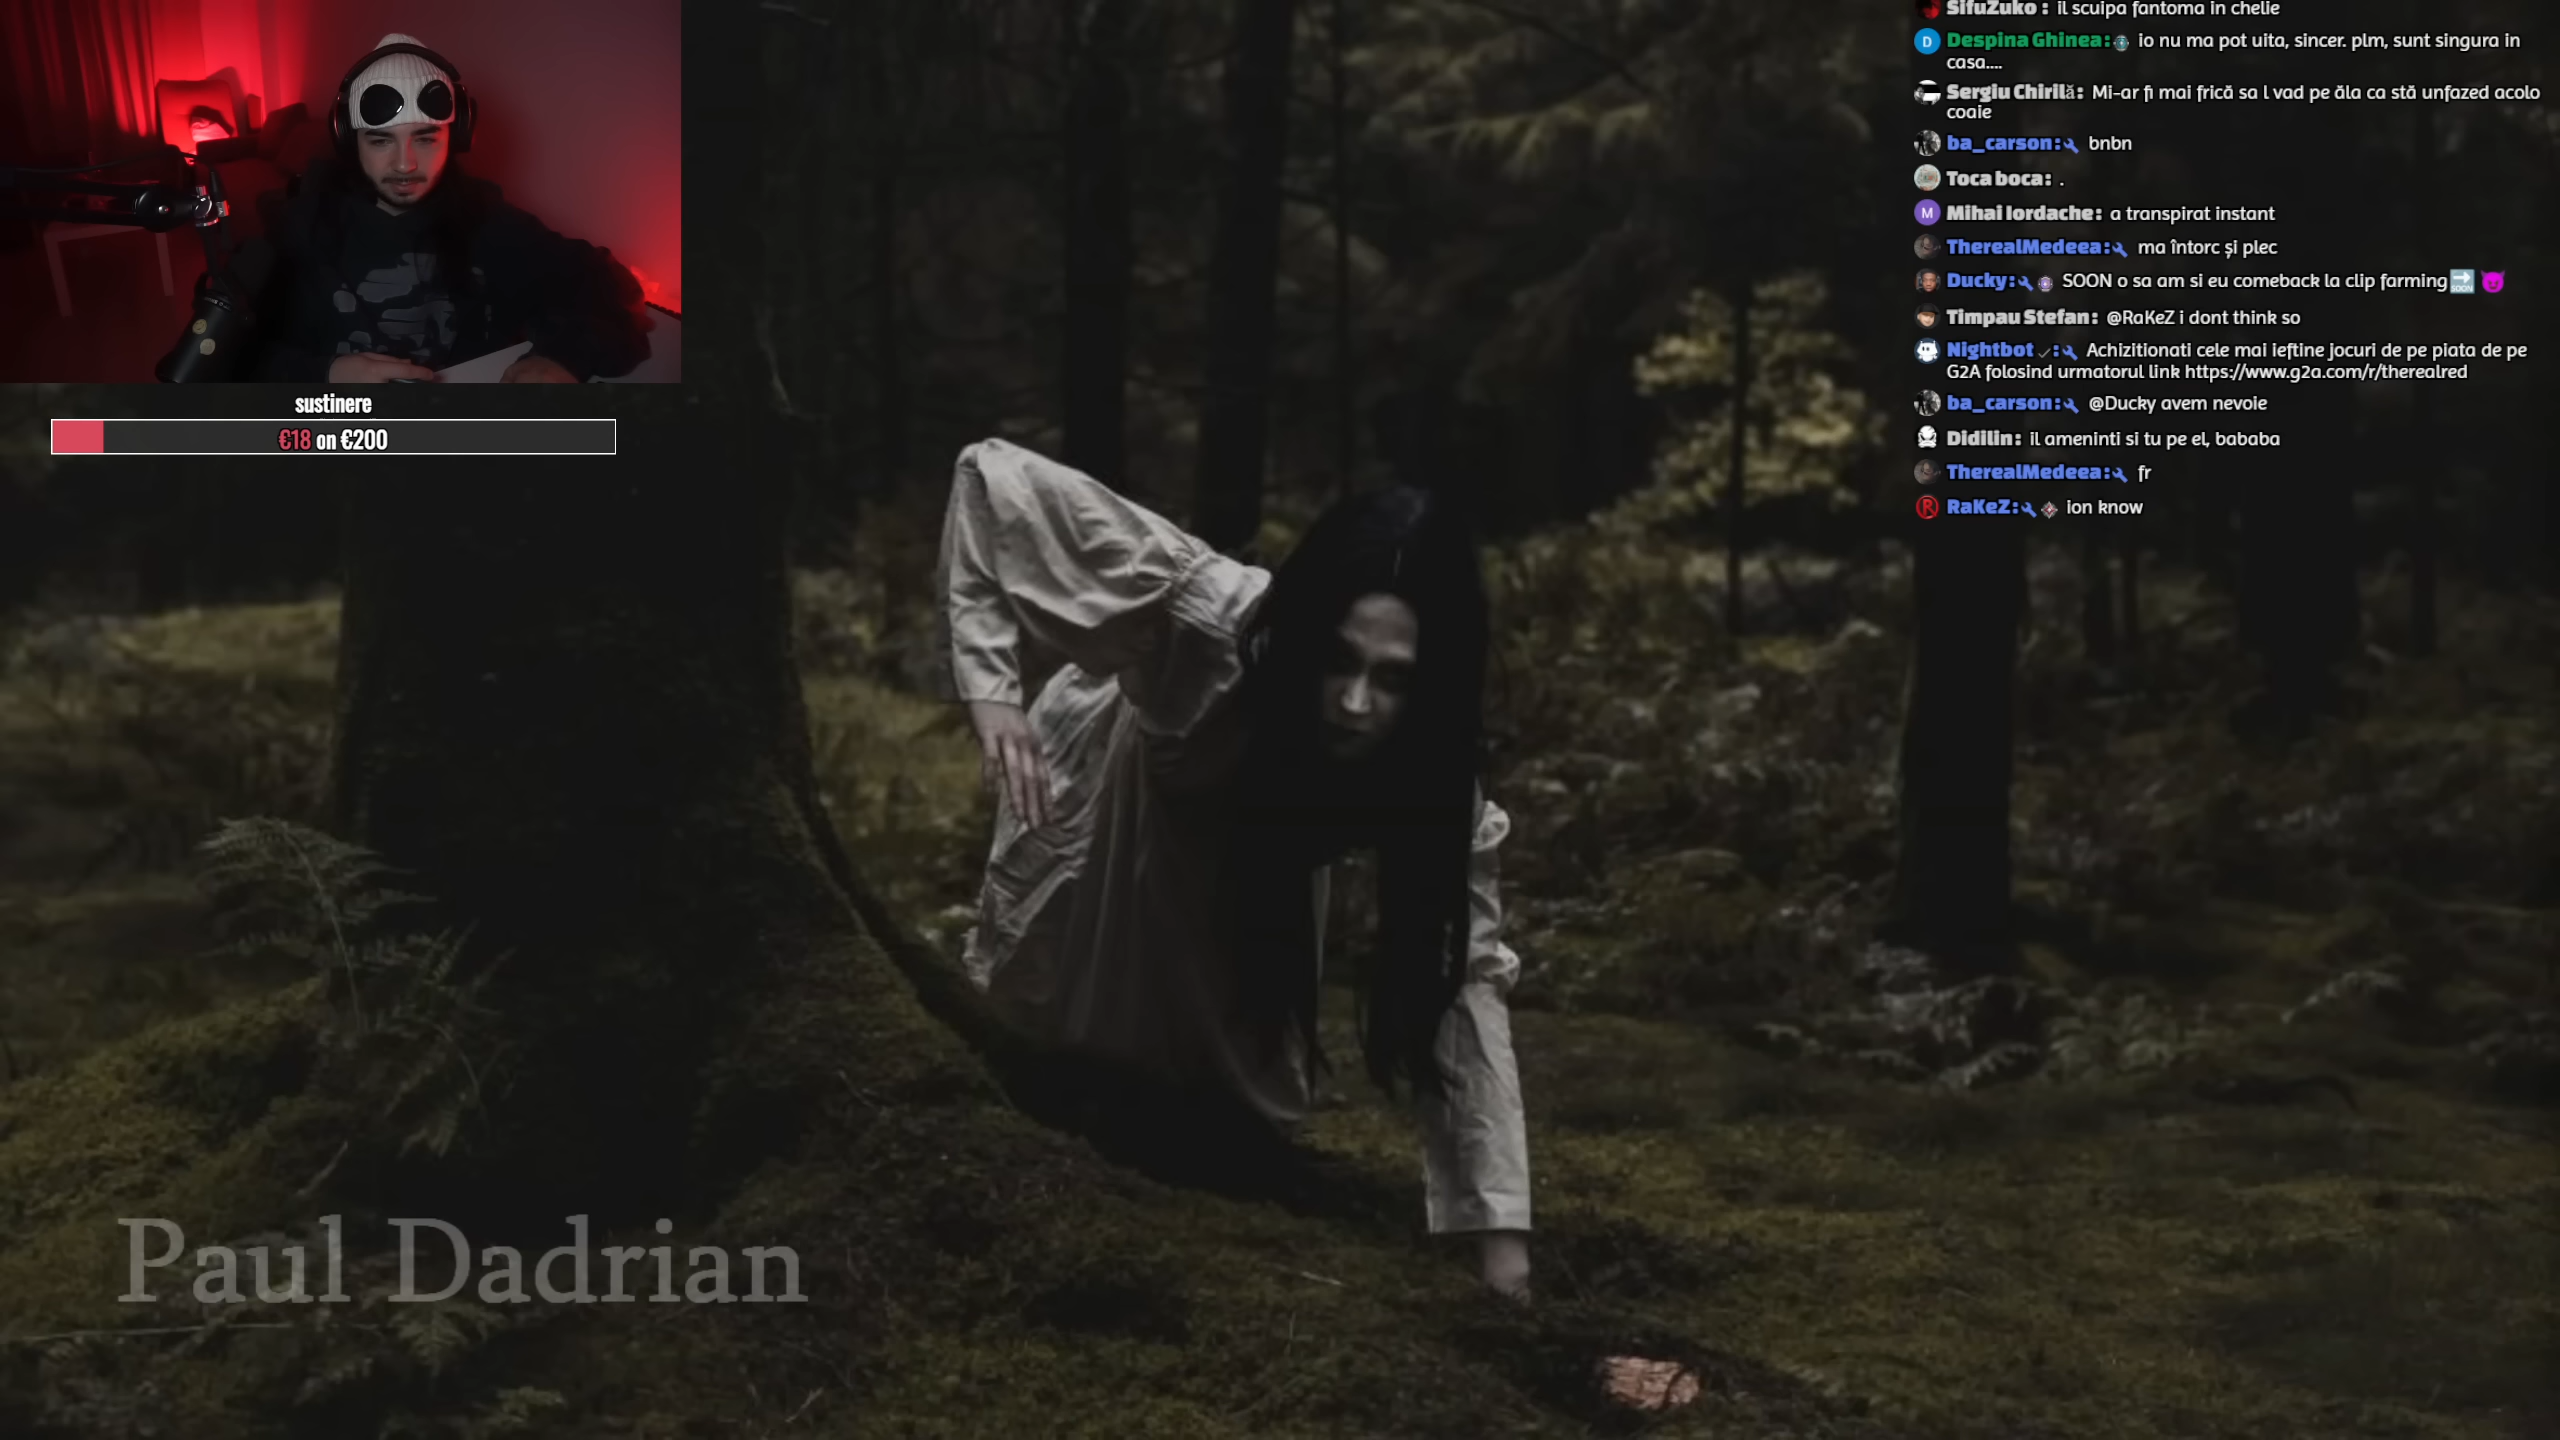 sustinere
€18 on €200
SifuZuko : il scuipa fantoma in chelie
Despina Ghinea: io nu ma pot uita, sincer. plm, sunt singura in
casa....
Sergiu Chirilă: Mi-ar fi mai frică sa l vad pe ăla ca stă unfazed acolo
coaie
ba_carson: bnbn
Toca boca: .
Mihai Iordache: a transpirat instant
TherealMedeea: ma întorc și plec
Ducky: SOON o sa am si eu comeback la clip farming🔜😈
Timpau Stefan: @RaKeZ i dont think so
Nightbot ✓: Achizitionati cele mai ieftine jocuri de pe piata de pe
G2A folosind urmatorul link https://www.g2a.com/r/therealred
ba_carson: @Ducky avem nevoie
Didilin: il ameninti si tu pe el, bababa
TherealMedeea: fr
RaKeZ: ion know
Paul Dadrian